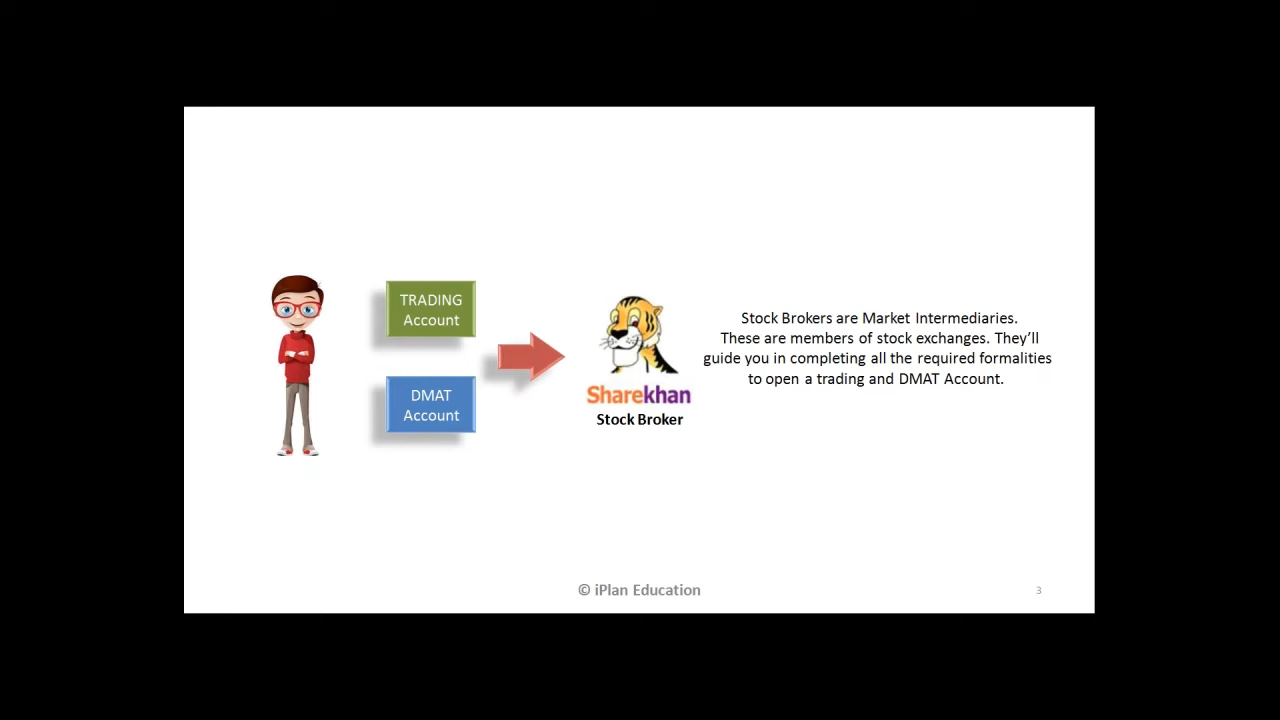 TRADING
Account
DMAT
Account
Sharekhan
Stock Broker
Stock Brokers are Market Intermediaries.
These are members of stock exchanges. They’ll
guide you in completing all the required formalities
to open a trading and DMAT Account.
© iPlan Education
3